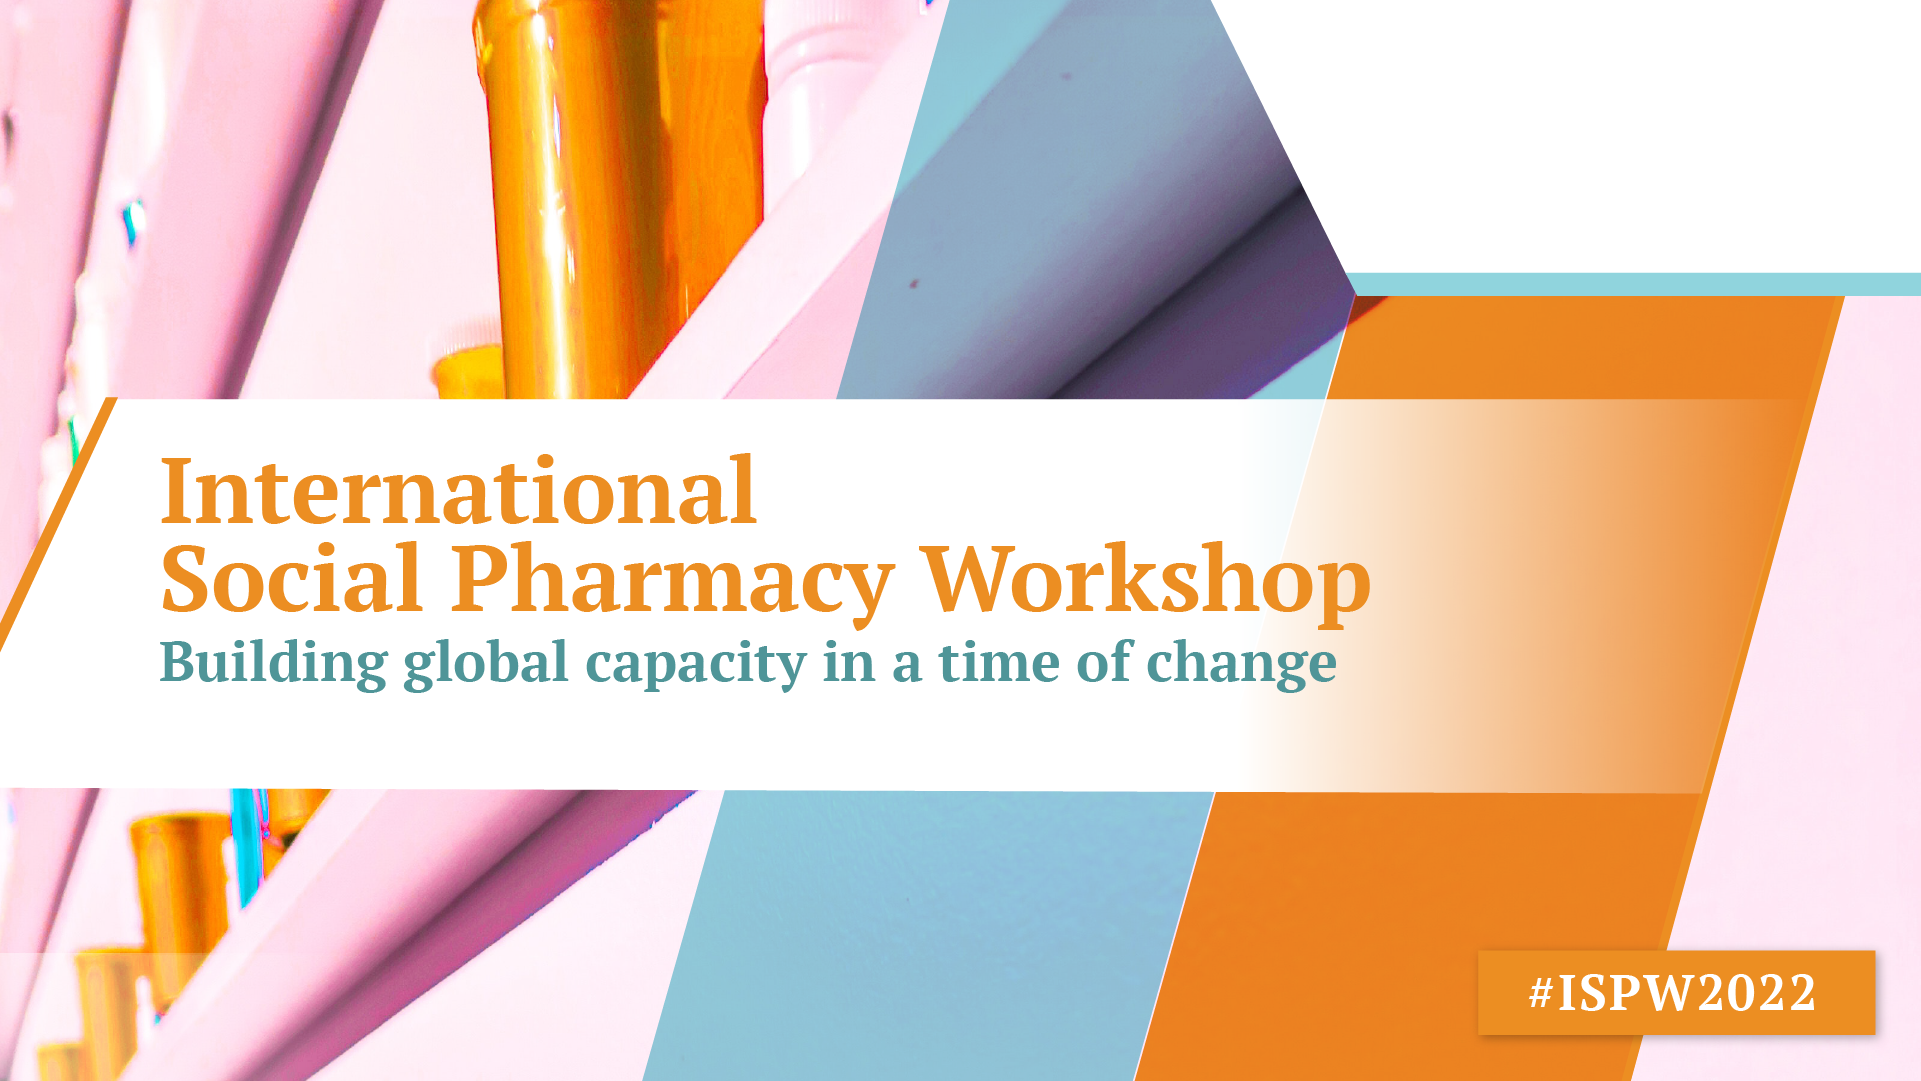 International
Social Pharmacy Workshop
Building global capacity in a time of change
#ISPW2022